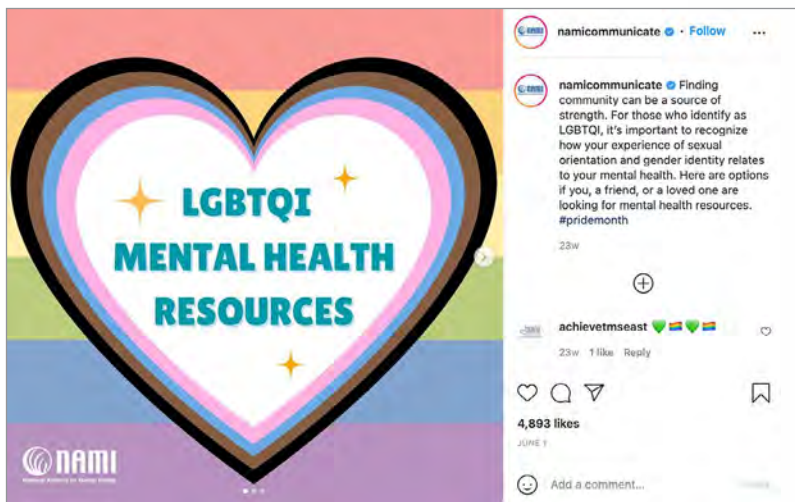 LGBTQI
MENTAL HEALTH
RESOURCES
NAMI
namicommunicate • Follow
namicommunicate Finding
community can be a source of
strength. For those who identify as
LGBTQI, it's important to recognize
how your experience of sexual
orientation and gender identity relates
to your mental health. Here are options
if you, a friend, or a loved one are
looking for mental health resources.
#pridemonth
23w
achievetmseast
23w 1 like Reply
4,893 likes
JUNE 1
Add a comment...